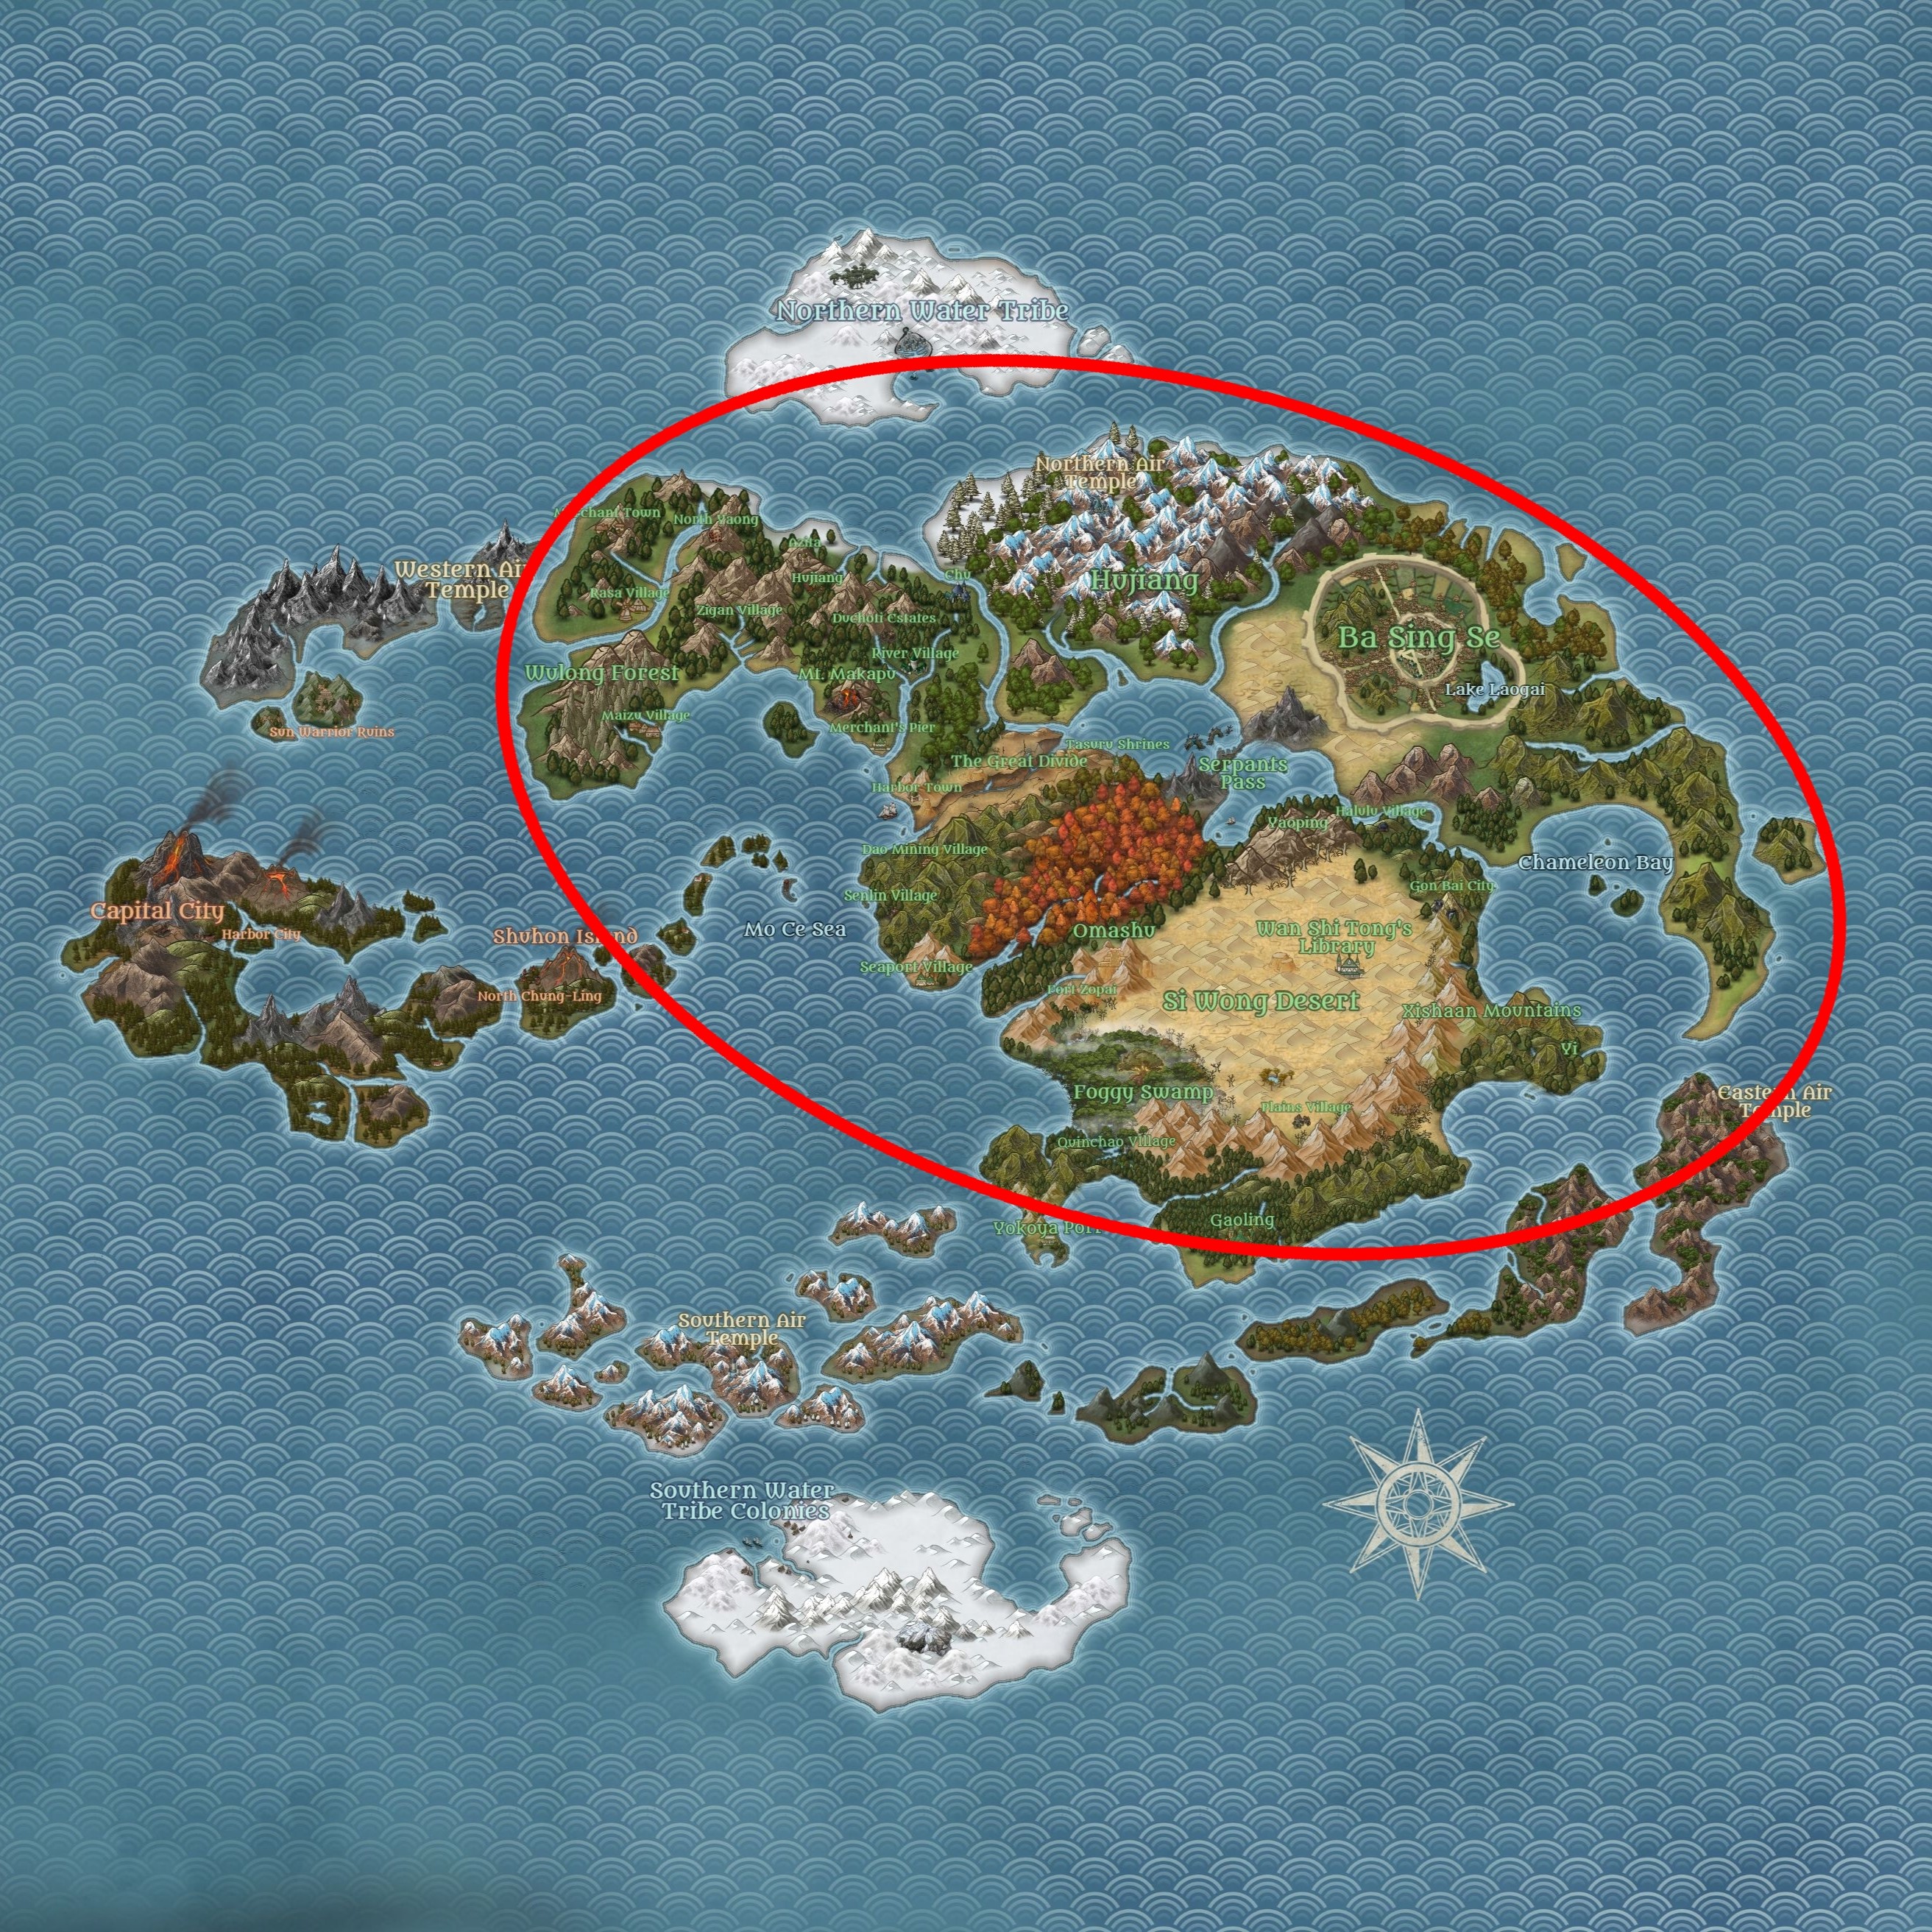 Northern Water Tribe
Northern Air
Temple
Merchant Town
North Yaong
Western Air
Temple
Hujiang
Chu
Hujiang
Rasa Village
Zigan Village
Duchoti Estates
Ba Sing Se
River Village
Wulong Forest
Mt. Makapu
Lake Laogai
Maizu Village
Merchant's Pier
Sun Warrior Ruins
Tasuru Shrines
The Great Divide
Serpants
Pass
Harbor Town
Halulu Village
Yaoping
Dao Mining Village
Chameleon Bay
Senlin Village
Gon Bai City
Capital City
Harbor City
Shuhon Island
Mo Ce Sea
Omashu
Wan Shi Tong's
Library
Seaport Village
Fort Zopai
North Chung-Ling
Si Wong Desert
Xishaan Mountains
Yi
Foggy Swamp
Plains Village
Eastern Air
Temple
Quinchao Village
Gaoling
Yokoya Port
Southern Air
Temple
Southern Water
Tribe Colonies